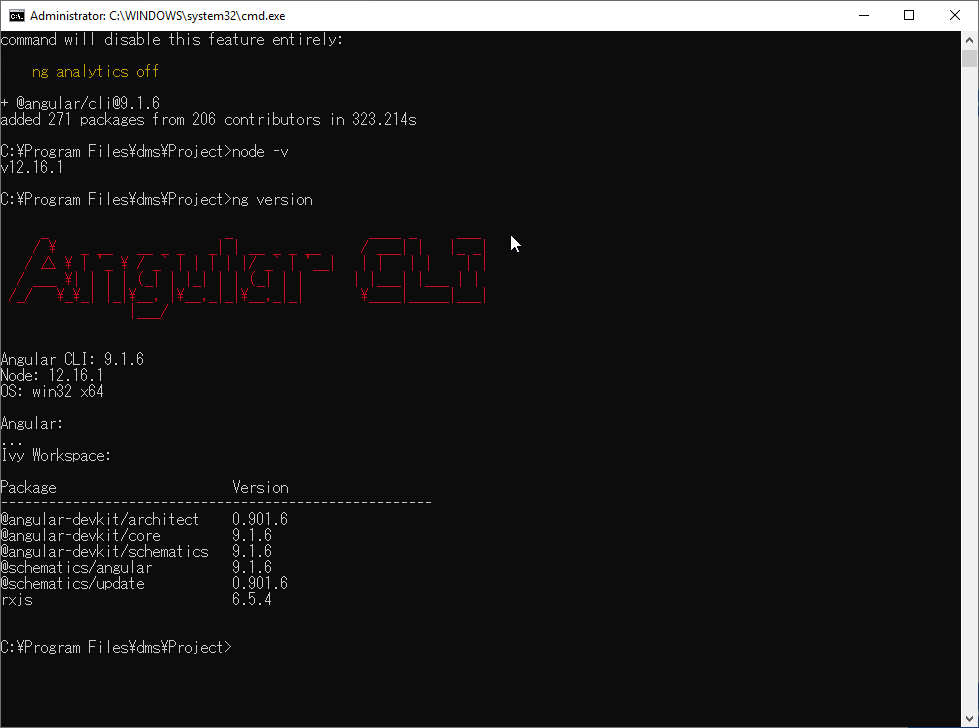 Administrator: C:\WINDOWS\system32\cmd.exe
command will disable this feature entirely:
ng analytics off
+ @angular/cli@9.1.6
added 271 packages from 206 contributors in 323.214s
C:¥Program Files¥dms¥Project>node -v
v12.16.1
C:¥Program Files¥dms¥Project>ng version
Angular CLI
Angular CLI: 9.1.6
Node: 12.16.1
OS: win32 x64
Angular:
...
Ivy Workspace:
Package Version
------------------------------------------------------
@angular-devkit/architect 0.901.6
@angular-devkit/core 9.1.6
@angular-devkit/schematics 9.1.6
@schematics/angular 9.1.6
@schematics/update 0.901.6
rxjs 6.5.4
C:¥Program Files¥dms¥Project>